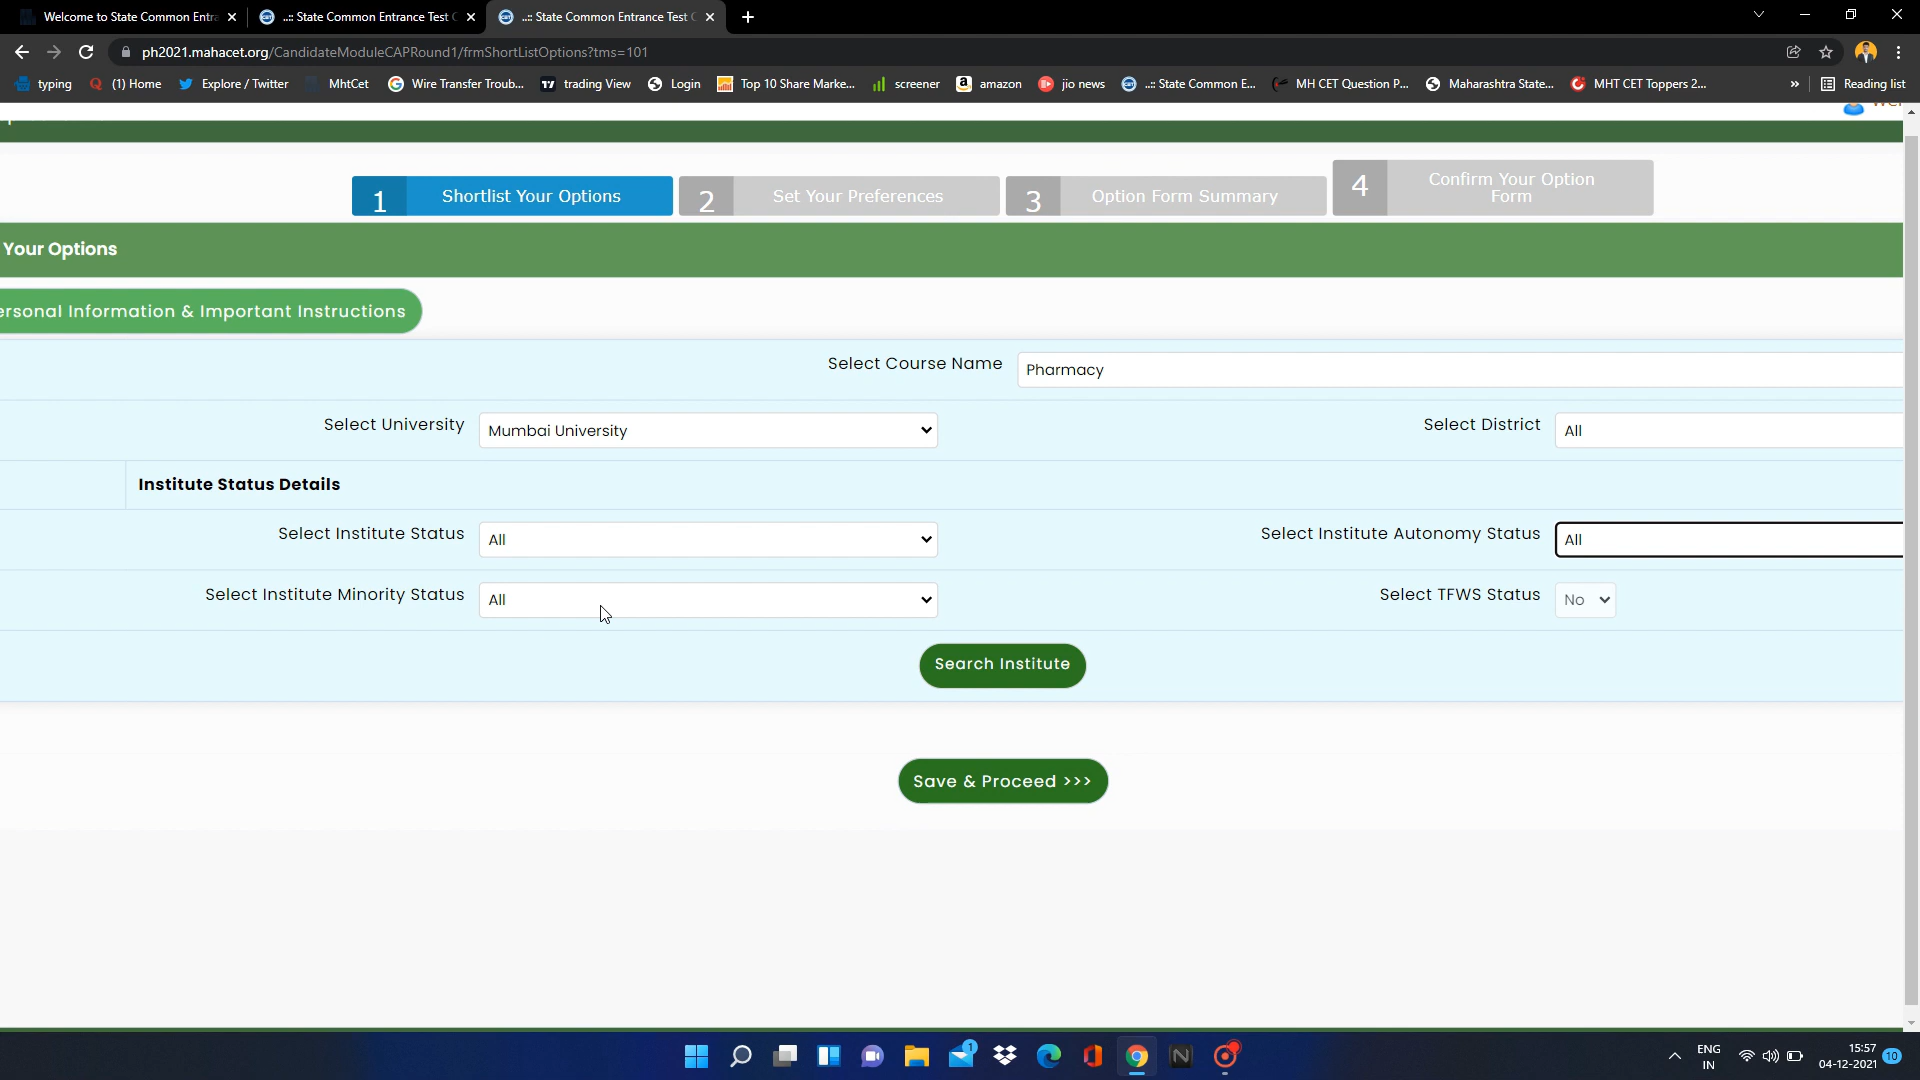 Welcome to State Common Entra
..:: State Common Entrance Test C
..:: State Common Entrance Test C
ph2021.mahacet.org/CandidateModuleCAPRound1/frmShortListOptions?tms=101
typing
(1) Home
Explore / Twitter
MhtCet
Wire Transfer Troub...
trading View
Login
Top 10 Share Marke...
screener
amazon
jio news
..:: State Common E...
MH CET Question P...
Maharashtra State...
MHT CET Toppers 2...
»
Reading list
1 Shortlist Your Options
2 Set Your Preferences
3 Option Form Summary
4 Confirm Your Option
Form
Your Options
ersonal Information & Important Instructions
Select Course Name Pharmacy
Select University Mumbai University
Select District All
Institute Status Details
Select Institute Status All
Select Institute Autonomy Status All
Select Institute Minority Status All
Select TFWS Status No
Search Institute
Save & Proceed >>>
1
ENG
IN
15:57
04-12-2021
10